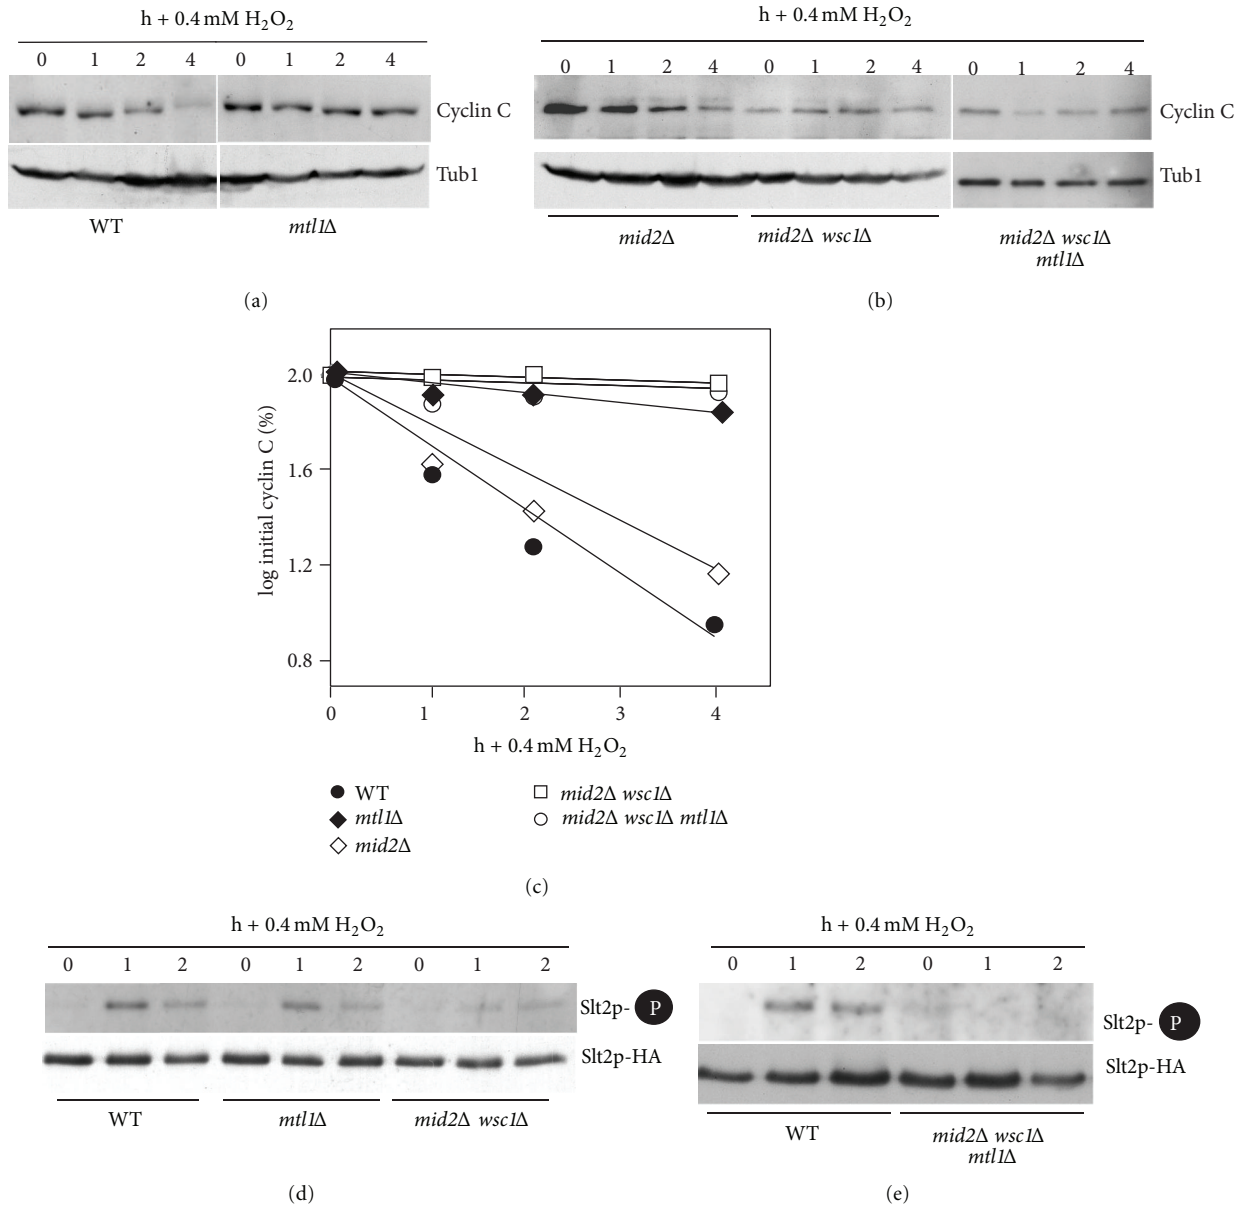 h + 0.4 mM H₂O₂
0 1 2 4 0 1 2 4
Cyclin C
Tub1
WT mtl1Δ
(a)
h + 0.4 mM H₂O₂
0 1 2 4 0 1 2 4 0 1 2 4
Cyclin C
Tub1
mid2Δ mid2Δ wsc1Δ mid2Δ wsc1Δ
mtl1Δ
(b)
log initial cyclin C (%)
2.0
1.6
1.2
0.8
0 1 2 3 4
h + 0.4 mM H₂O₂
WT
mtl1Δ
mid2Δ
mid2Δ wsc1Δ
mid2Δ wsc1Δ mtl1Δ
(c)
h + 0.4 mM H₂O₂
0 1 2 0 1 2 0 1 2
Slt2p- P
Slt2p-HA
WT mtl1Δ mid2Δ wsc1Δ
(d)
h + 0.4 mM H₂O₂
0 1 2 0 1 2
Slt2p- P
Slt2p-HA
WT mid2Δ wsc1Δ
mtl1Δ
(e)